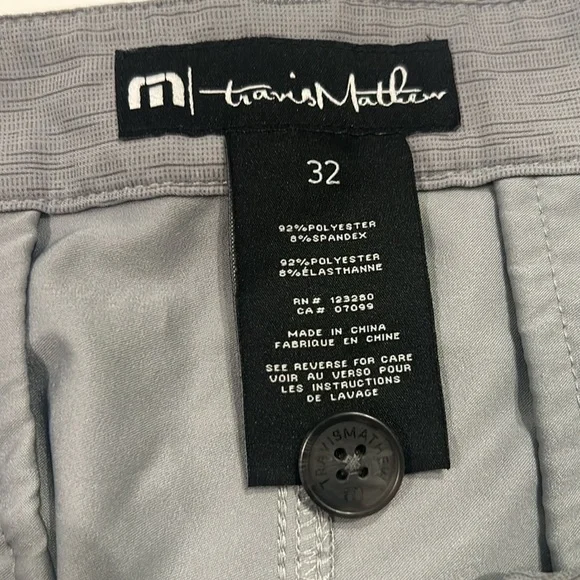 m | travisMathew
32
92%POLYESTER
8%SPANDEX
92%POLYESTER
8%ÉLASTHANNE
RN# 123280
CA# 07099
MADE IN CHINA
FABRIQUE EN CHINE
SEE REVERSE FOR CARE
VOIR AU VERSO POUR
LES INSTRUCTIONS
DE LAVAGE
TRAVISMATHEW
m